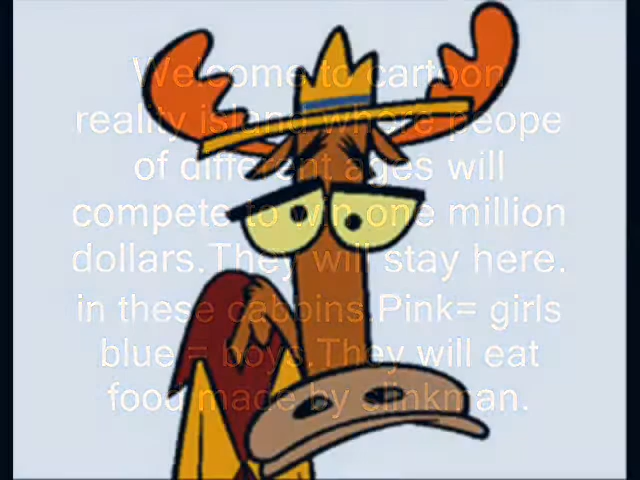 Welcome to cartoon
reality island where peope
of different ages will
compete to win one million
dollars.They will stay here.
in these cabbins.Pink= girls
blue = boys.They will eat
food made by clinkman.